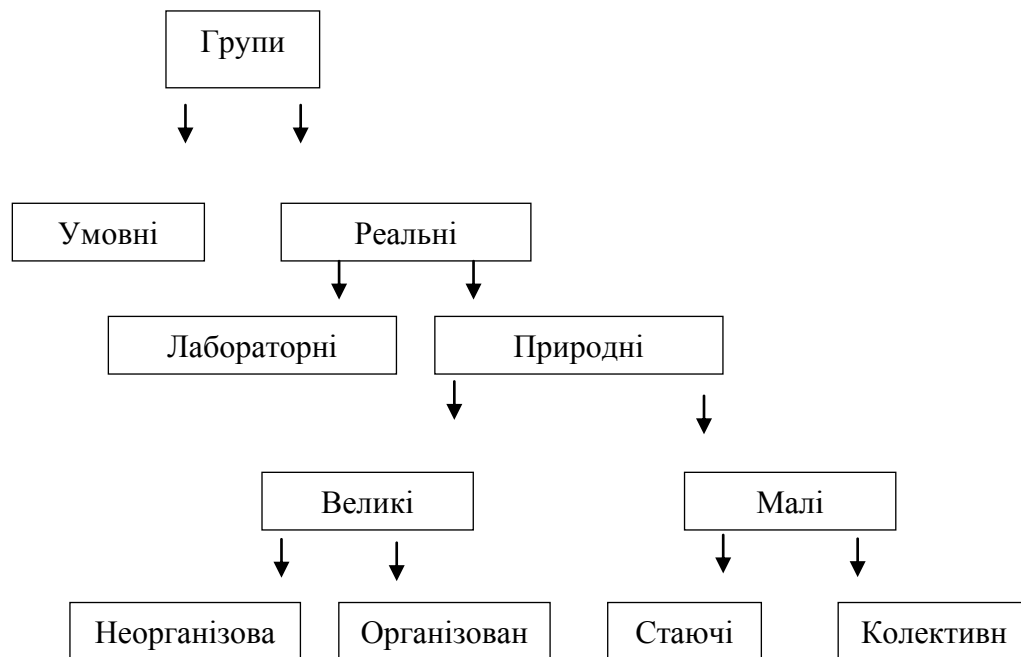 Групи
Умовні
Реальні
Лабораторні
Природні
Великі
Малі
Неорганізова
Організован
Стаючі
Колективн